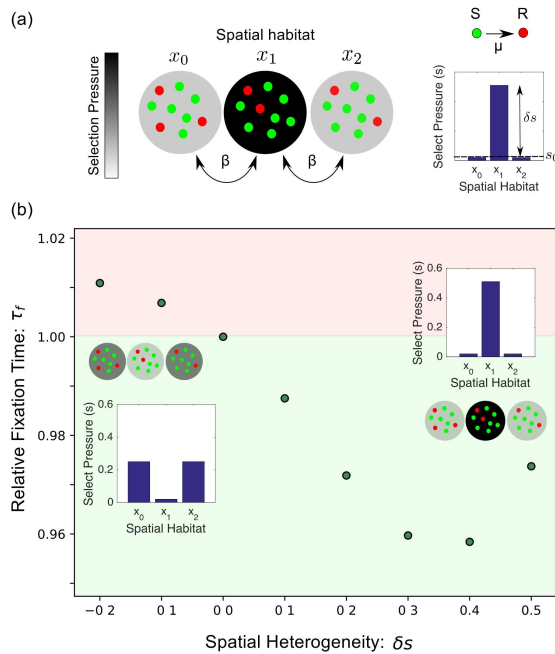 (a)
Spatial habitat
x₀ x₁ x₂
Selection Pressure
β β
S R
μ
Select Pressure (s)
δs
s₀
x₀ x₁ x₂
Spatial Habitat
(b)
Relative Fixation Time: τ_f
1.02
1.00
0.98
0.96
Select Pressure (s)
0.6
0.4
0.2
0
x₀ x₁ x₂
Spatial Habitat
Select Pressure (s)
0.6
0.4
0.2
0
x₀ x₁ x₂
Spatial Habitat
−0 2 0 1 0 0 0 1 0 2 0 3 0 4 0.5
Spatial Heterogeneity: δs